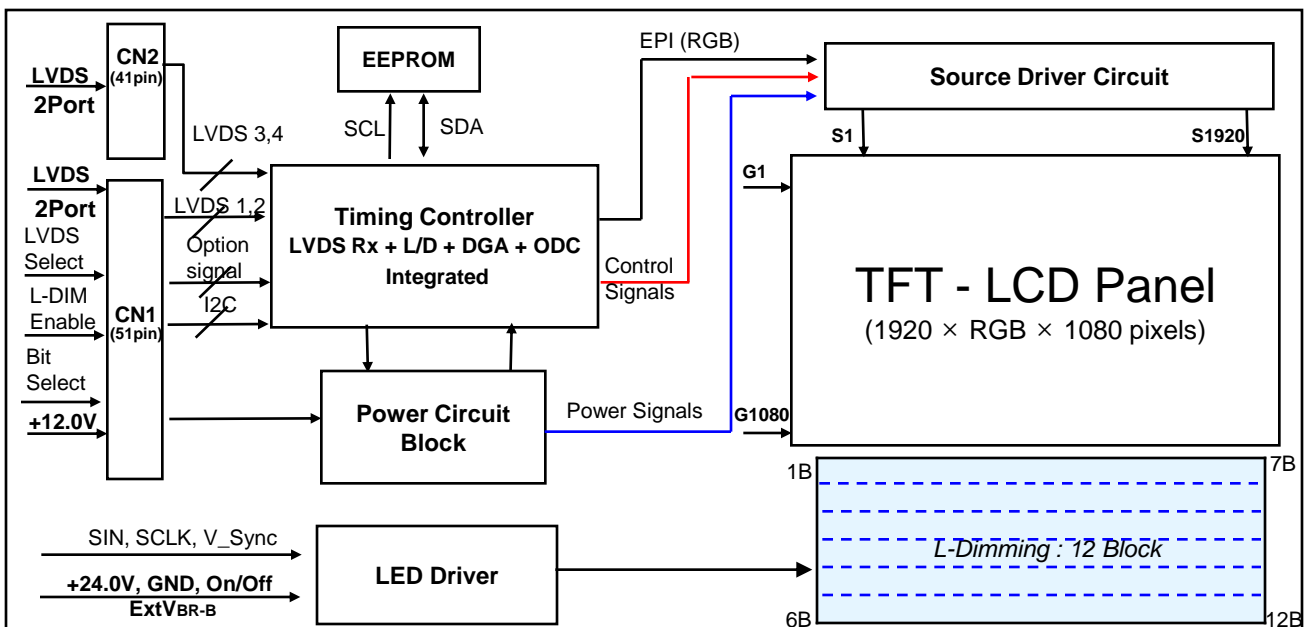 CN2
(41pin)
LVDS
2Port
EEPROM
EPI (RGB)
Source Driver Circuit
SCL
SDA
LVDS 3,4
S1
S1920
LVDS
2Port
LVDS 1,2
LVDS
Select
Option
signal
L-DIM
Enable
I2C
CN1
(51pin)
Bit
Select
+12.0V
Timing Controller
LVDS Rx + L/D + DGA + ODC
Integrated
Control
Signals
G1
TFT - LCD Panel
(1920 × RGB × 1080 pixels)
G1080
Power Circuit
Block
Power Signals
1B
7B
L-Dimming : 12 Block
6B
12B
SIN, SCLK, V_Sync
+24.0V, GND, On/Off
ExtVBR-B
LED Driver